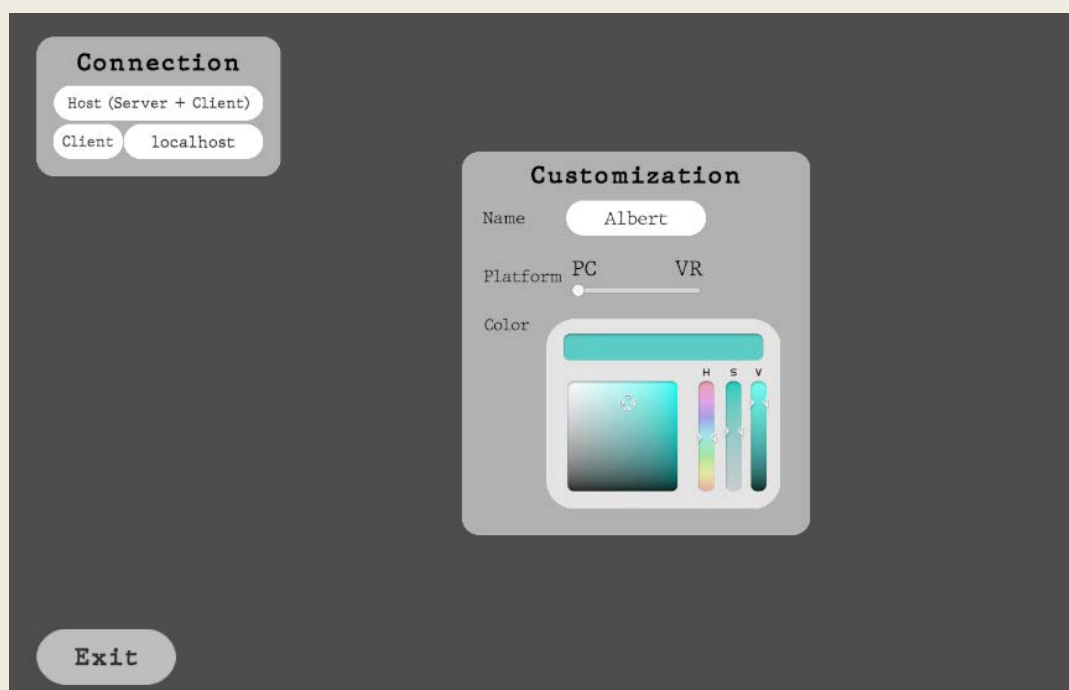 Connection
Host (Server + Client)
Client localhost
Customization
Name Albert
Platform PC VR
Color
H S V
Exit